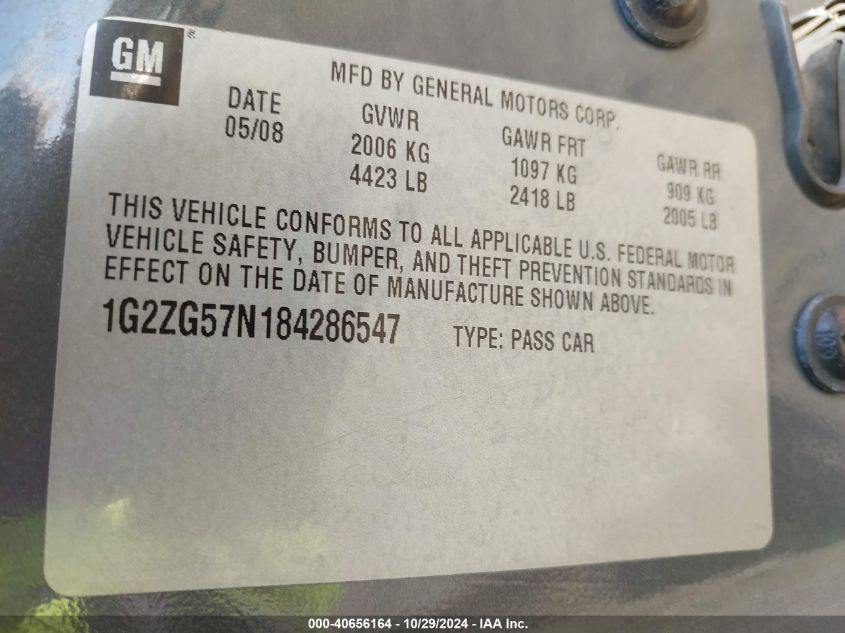 GM
MFD BY GENERAL MOTORS CORP.
DATE GVWR GAWR FRT GAWR RR
05/08 2006 KG 1097 KG 909 KG
4423 LB 2418 LB 2005 LB
THIS VEHICLE CONFORMS TO ALL APPLICABLE U.S. FEDERAL MOTOR
VEHICLE SAFETY, BUMPER, AND THEFT PREVENTION STANDARDS IN
EFFECT ON THE DATE OF MANUFACTURE SHOWN ABOVE.
1G2ZG57N184286547 TYPE: PASS CAR
000-40656164 - 10/29/2024 - IAA Inc.